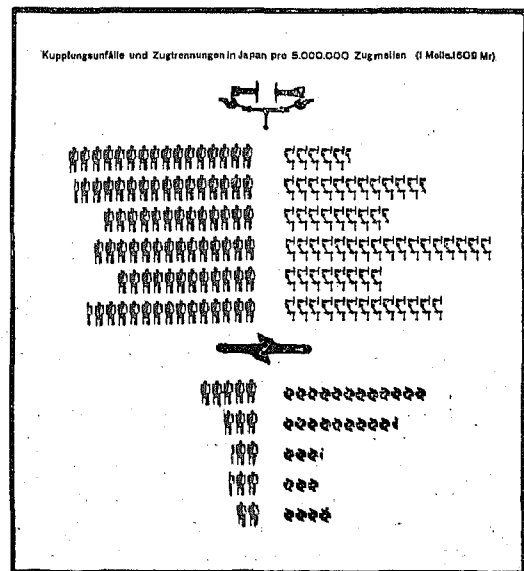 Kupplungsunfälle und Zugtrennungen in Japan pro 5.000.000 Zugmeilen (1 Meile.1609 Mr)